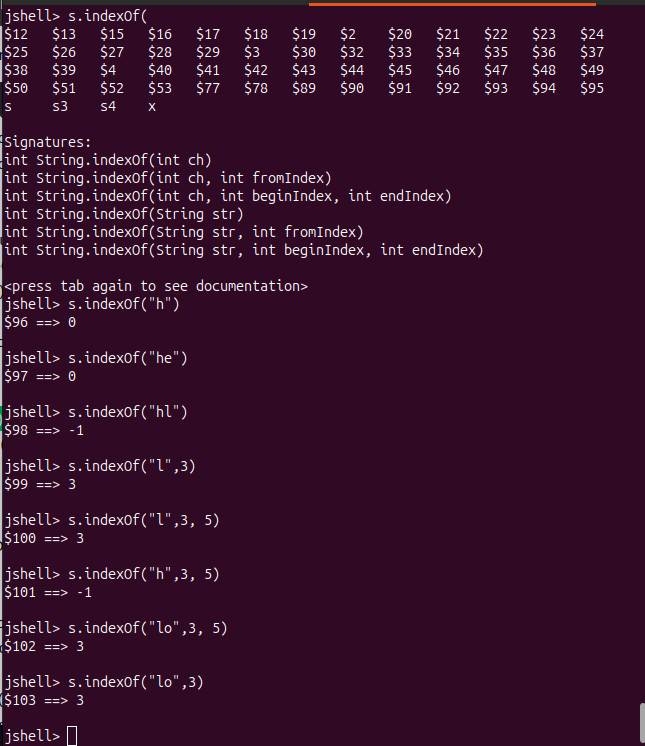 jshell> s.indexOf(
$12 $13 $15 $16 $17 $18 $19 $2 $20 $21 $22 $23 $24
$25 $26 $27 $28 $29 $3 $30 $32 $33 $34 $35 $36 $37
$38 $39 $4 $40 $41 $42 $43 $44 $45 $46 $47 $48 $49
$50 $51 $52 $53 $77 $78 $89 $90 $91 $92 $93 $94 $95
s s3 s4 x
Signatures:
int String.indexOf(int ch)
int String.indexOf(int ch, int fromIndex)
int String.indexOf(int ch, int beginIndex, int endIndex)
int String.indexOf(String str)
int String.indexOf(String str, int fromIndex)
int String.indexOf(String str, int beginIndex, int endIndex)
<press tab again to see documentation>
jshell> s.indexOf("h")
$96 ==> 0
jshell> s.indexOf("he")
$97 ==> 0
jshell> s.indexOf("hl")
$98 ==> -1
jshell> s.indexOf("l",3)
$99 ==> 3
jshell> s.indexOf("l",3, 5)
$100 ==> 3
jshell> s.indexOf("h",3, 5)
$101 ==> -1
jshell> s.indexOf("lo",3, 5)
$102 ==> 3
jshell> s.indexOf("lo",3)
$103 ==> 3
jshell>